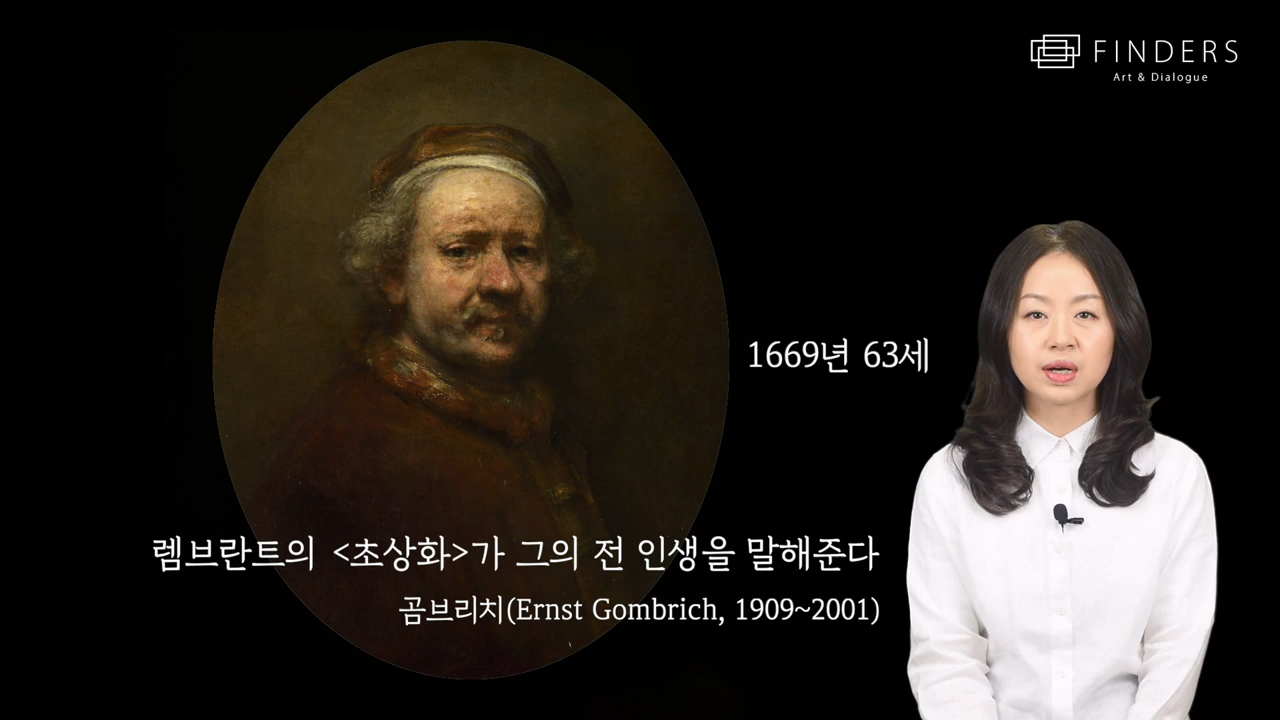 FINDERS
Art & Dialogue
1669년 63세
렘브란트의 <초상화>가 그의 전 인생을 말해준다
곰브리치(Ernst Gombrich, 1909~2001)